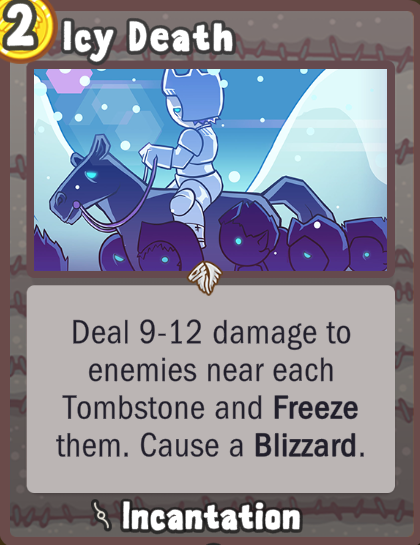 2
Icy Death
Deal 9-12 damage to
enemies near each
Tombstone and Freeze
them. Cause a Blizzard.
Incantation